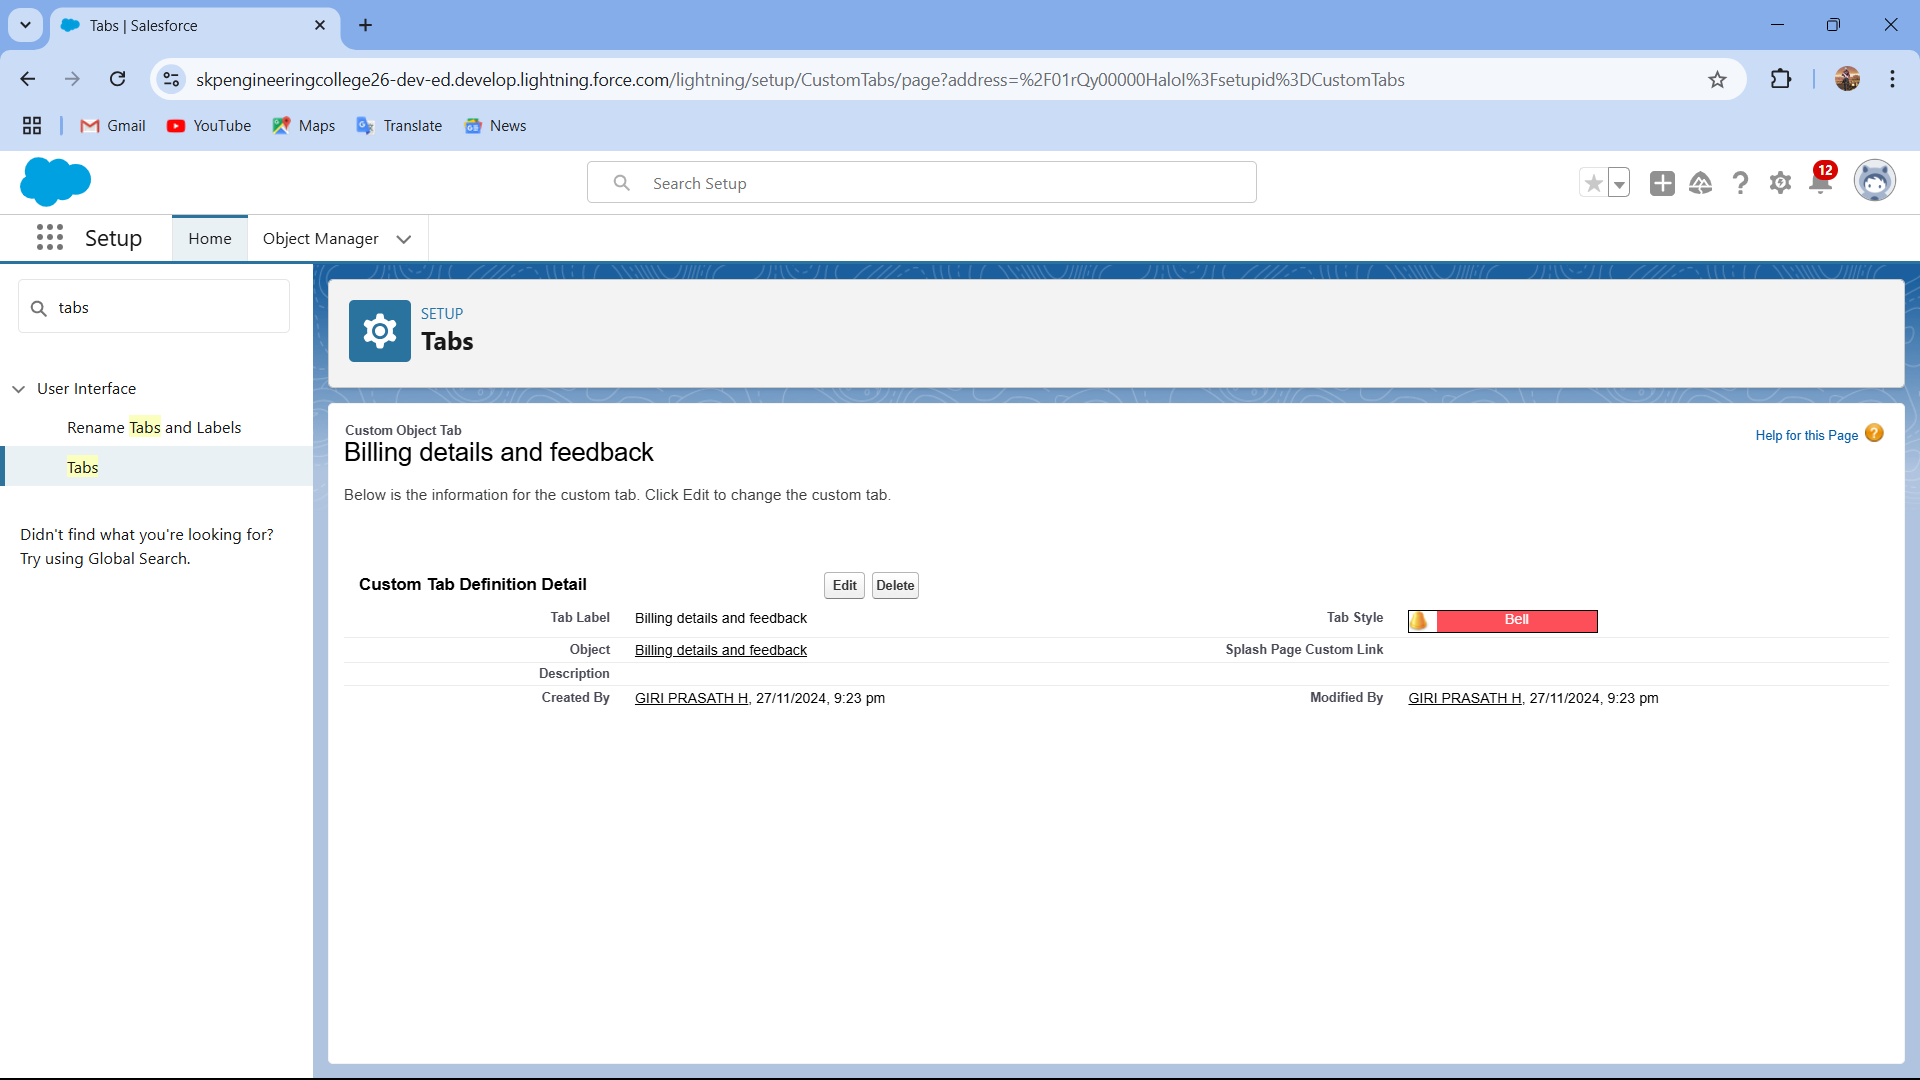 Tabs | Salesforce
skpengineeringcollege26-dev-ed.develop.lightning.force.com/lightning/setup/CustomTabs/page?address=%2F01rQy00000HaloI%3Fsetupid%3DCustomTabs
Gmail
YouTube
Maps
Translate
News
Search Setup
12
Setup
Home
Object Manager
tabs
User Interface
Rename Tabs and Labels
Tabs
Didn't find what you're looking for?
Try using Global Search.
SETUP
Tabs
Custom Object Tab
Billing details and feedback
Help for this Page
Below is the information for the custom tab. Click Edit to change the custom tab.
Custom Tab Definition Detail
Edit
Delete
Tab Label Billing details and feedback
Tab Style Bell
Object Billing details and feedback
Splash Page Custom Link
Description
Created By GIRI PRASATH H, 27/11/2024, 9:23 pm
Modified By GIRI PRASATH H, 27/11/2024, 9:23 pm